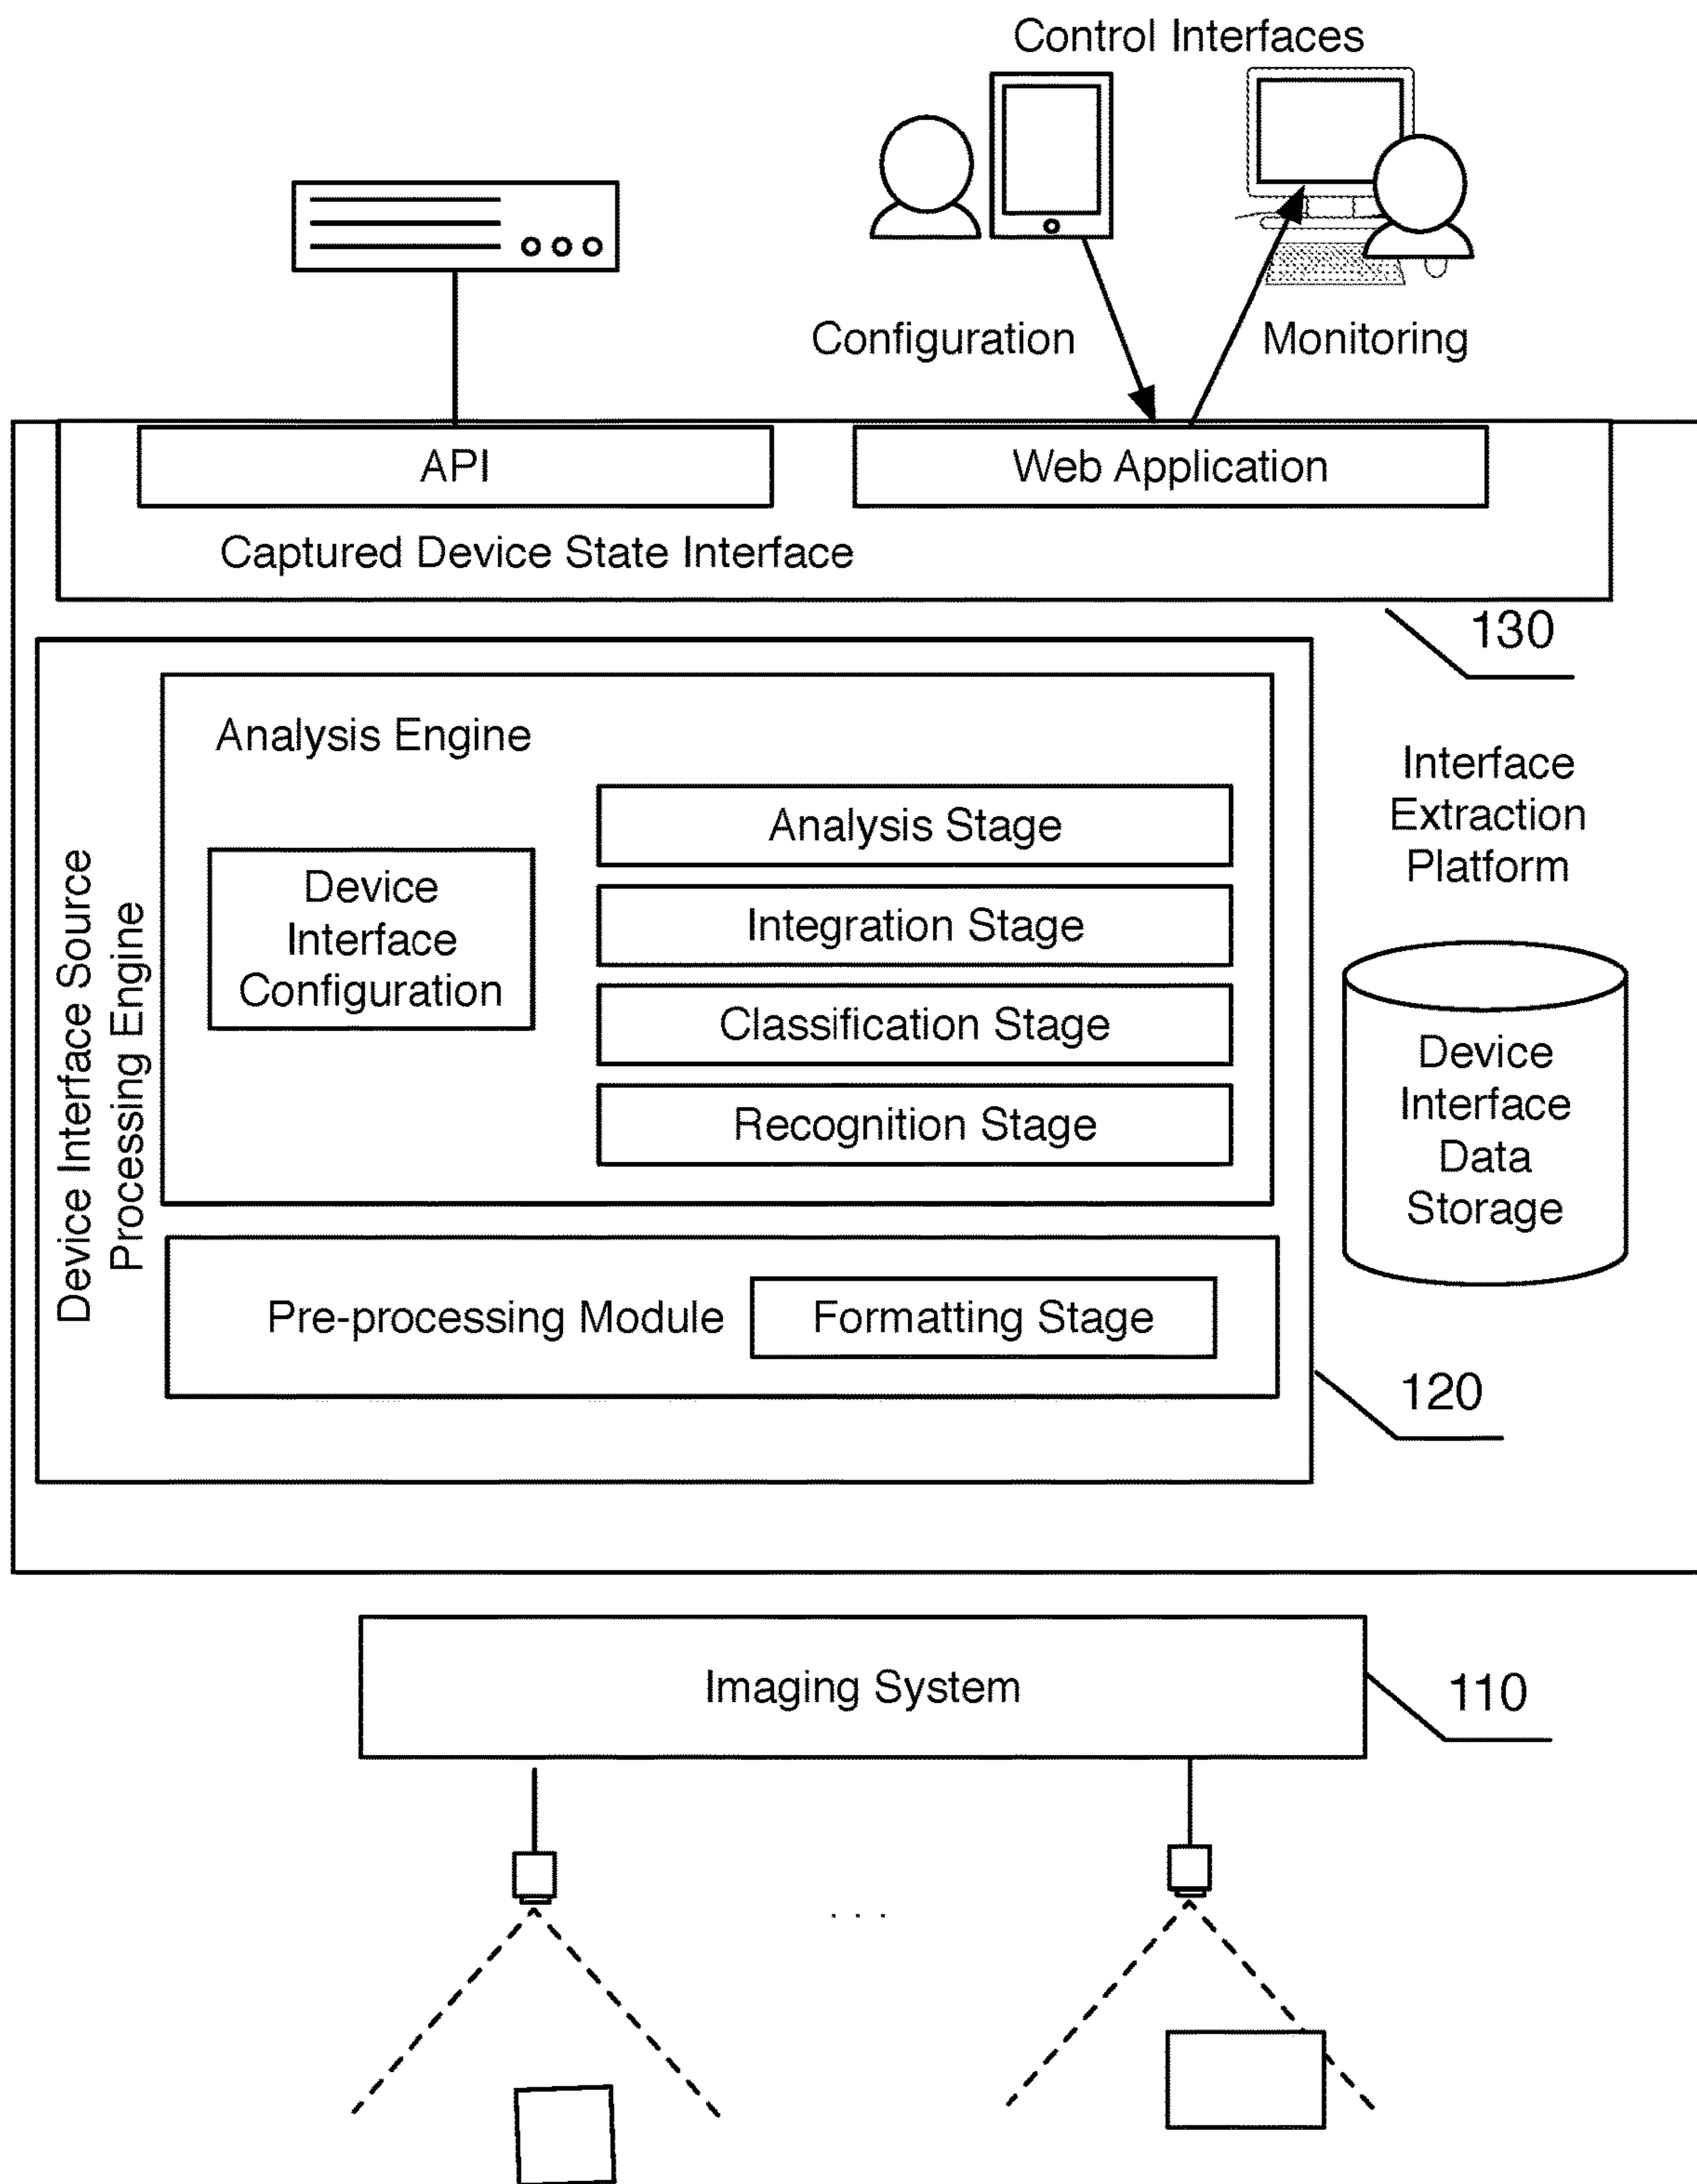 Control Interfaces
Configuration
Monitoring
API
Web Application
Captured Device State Interface
130
Device Interface Source
Processing Engine
Analysis Engine
Device
Interface
Configuration
Analysis Stage
Integration Stage
Classification Stage
Recognition Stage
Interface
Extraction
Platform
Device
Interface
Data
Storage
Pre-processing Module
Formatting Stage
120
Imaging System
110
. . .